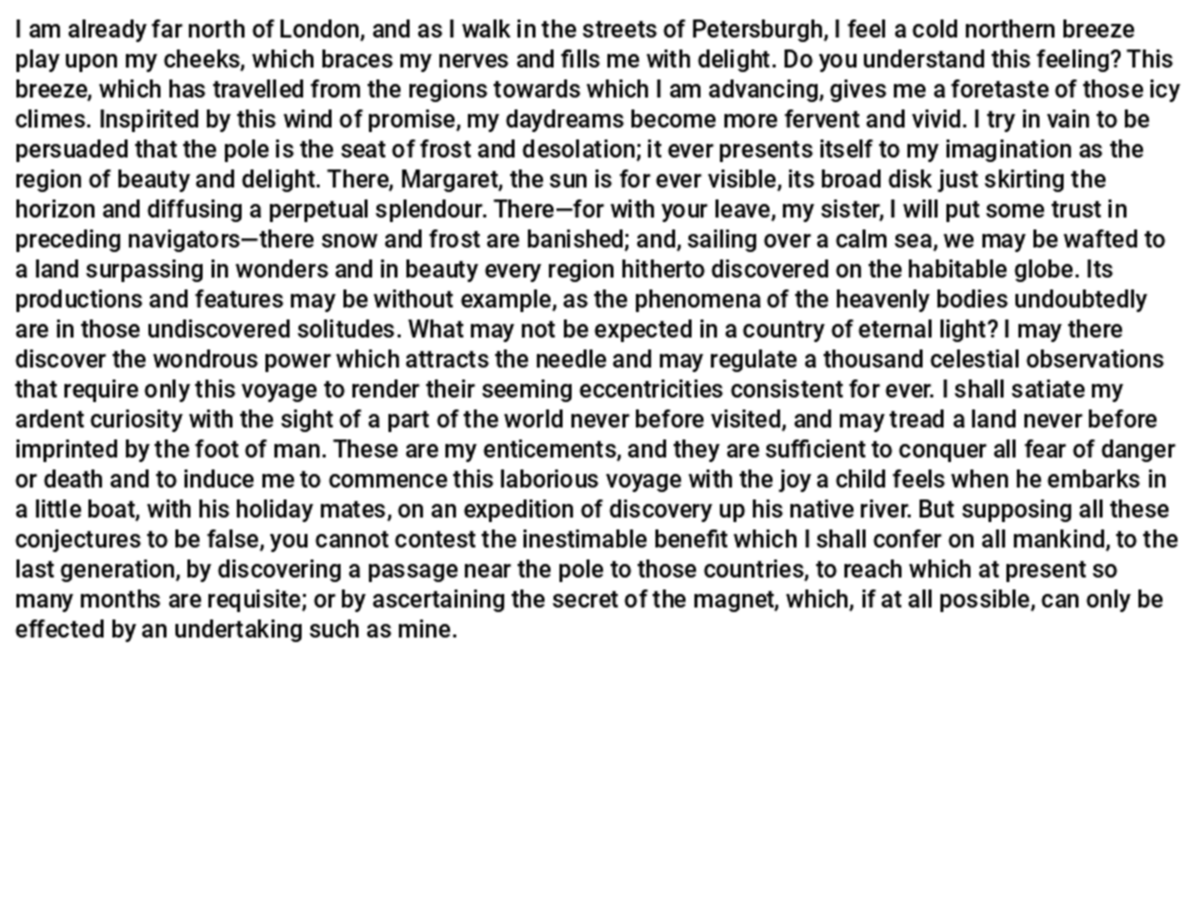 I am already far north of London, and as I walk in the streets of Petersburgh, I feel a cold northern breeze
play upon my cheeks, which braces my nerves and fills me with delight. Do you understand this feeling? This
breeze, which has travelled from the regions towards which I am advancing, gives me a foretaste of those icy
climes. Inspirited by this wind of promise, my daydreams become more fervent and vivid. I try in vain to be
persuaded that the pole is the seat of frost and desolation; it ever presents itself to my imagination as the
region of beauty and delight. There, Margaret, the sun is for ever visible, its broad disk just skirting the
horizon and diffusing a perpetual splendour. There—for with your leave, my sister, I will put some trust in
preceding navigators—there snow and frost are banished; and, sailing over a calm sea, we may be wafted to
a land surpassing in wonders and in beauty every region hitherto discovered on the habitable globe. Its
productions and features may be without example, as the phenomena of the heavenly bodies undoubtedly
are in those undiscovered solitudes. What may not be expected in a country of eternal light? I may there
discover the wondrous power which attracts the needle and may regulate a thousand celestial observations
that require only this voyage to render their seeming eccentricities consistent for ever. I shall satiate my
ardent curiosity with the sight of a part of the world never before visited, and may tread a land never before
imprinted by the foot of man. These are my enticements, and they are sufficient to conquer all fear of danger
or death and to induce me to commence this laborious voyage with the joy a child feels when he embarks in
a little boat, with his holiday mates, on an expedition of discovery up his native river. But supposing all these
conjectures to be false, you cannot contest the inestimable benefit which I shall confer on all mankind, to the
last generation, by discovering a passage near the pole to those countries, to reach which at present so
many months are requisite; or by ascertaining the secret of the magnet, which, if at all possible, can only be
effected by an undertaking such as mine.